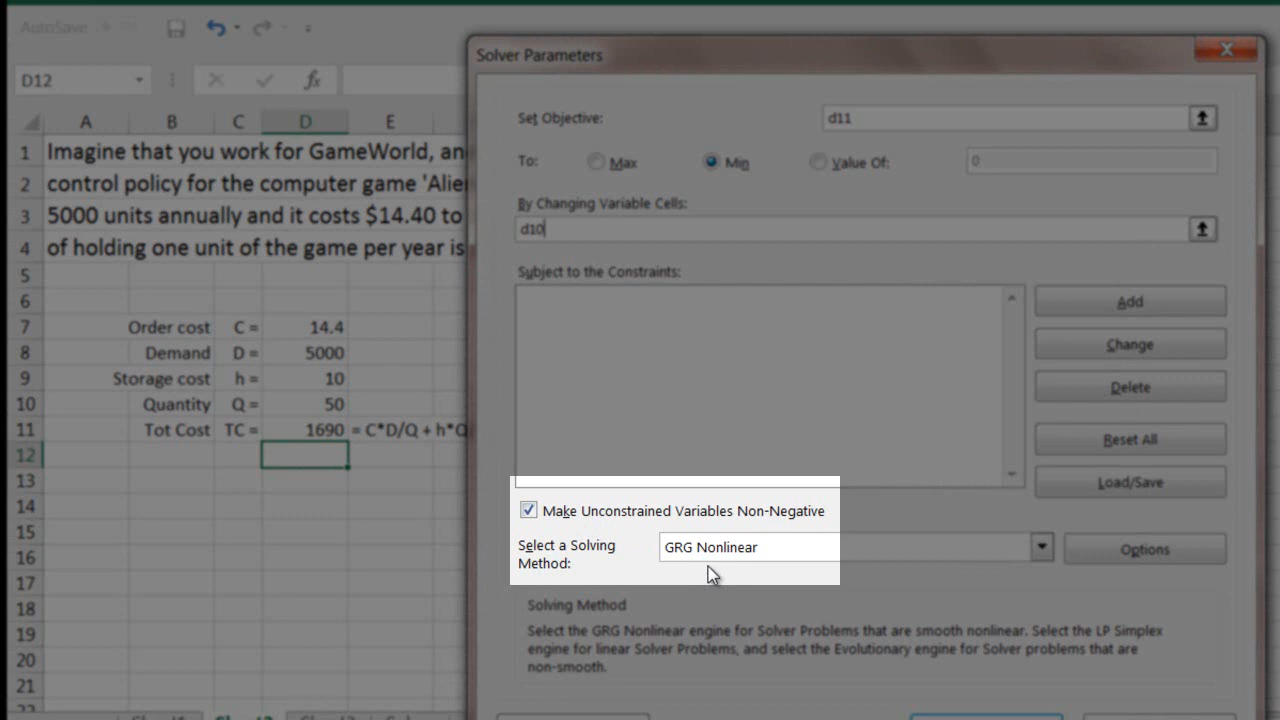 AutoSave
D12
fx
Solver Parameters
A B C D E
1 Imagine that you work for GameWorld, an
2 control policy for the computer game 'Alie
3 5000 units annually and it costs $14.40 to
4 of holding one unit of the game per year is
5
6
7 Order cost C = 14.4
8 Demand D = 5000
9 Storage cost h = 10
10 Quantity Q = 50
11 Tot Cost TC = 1690 = C*D/Q + h*Q
12
13
14
15
16
17
18
19
20
21
Set Objective: d11
To: Max Min Value Of: 0
By Changing Variable Cells:
d10
Subject to the Constraints:
Add
Change
Delete
Reset All
Load/Save
Make Unconstrained Variables Non-Negative
Select a Solving GRG Nonlinear
Method:
Options
Solving Method
Select the GRG Nonlinear engine for Solver Problems that are smooth nonlinear. Select the LP Simplex
engine for linear Solver Problems, and select the Evolutionary engine for Solver problems that are
non-smooth.